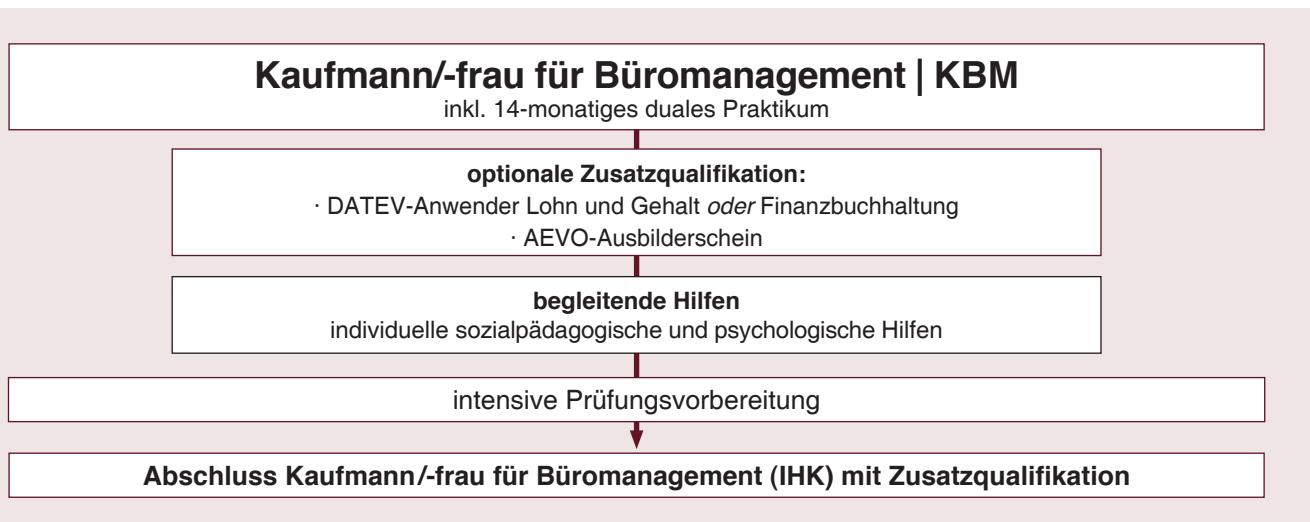 Kaufmann/-frau für Büromanagement | KBM
inkl. 14-monatiges duales Praktikum
optionale Zusatzqualifikation:
· DATEV-Anwender Lohn und Gehalt oder Finanzbuchhaltung
· AEVO-Ausbilderschein
begleitende Hilfen
individuelle sozialpädagogische und psychologische Hilfen
intensive Prüfungsvorbereitung
Abschluss Kaufmann/-frau für Büromanagement (IHK) mit Zusatzqualifikation